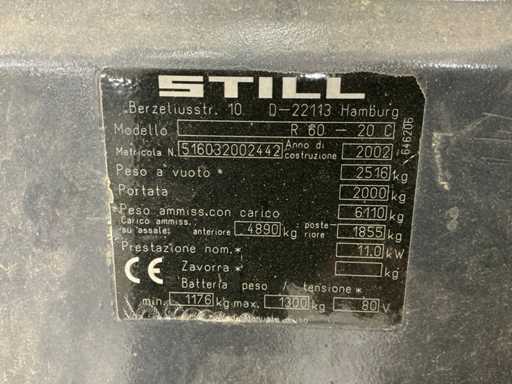 STILL
Berzeliusstr. 10 D-22113 Hamburg
Modello R 60 - 20 C
Matricola N. 516032002442 Anno di costruzione 2002
Peso a vuoto* 2516 kg
Portata 2000 kg
Peso ammiss. con carico 6110 kg
Carico ammiss. su assale: anteriore 4890 kg posteriore 1855 kg
Prestazione nom.* 11.0 kW
CE Zavorra* kg
Batteria peso / tensione*
min. 1176 kg max. 1300 kg 80 V
646206